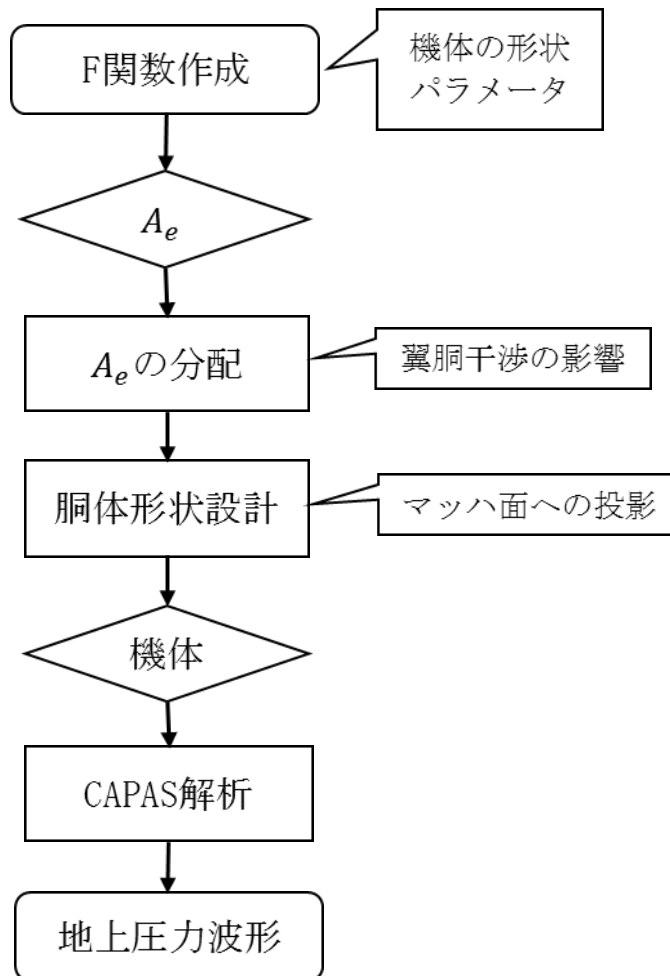 F関数作成
機体の形状
パラメータ
A_e
A_eの分配
翼胴干渉の影響
胴体形状設計
マッハ面への投影
機体
CAPAS解析
地上圧力波形